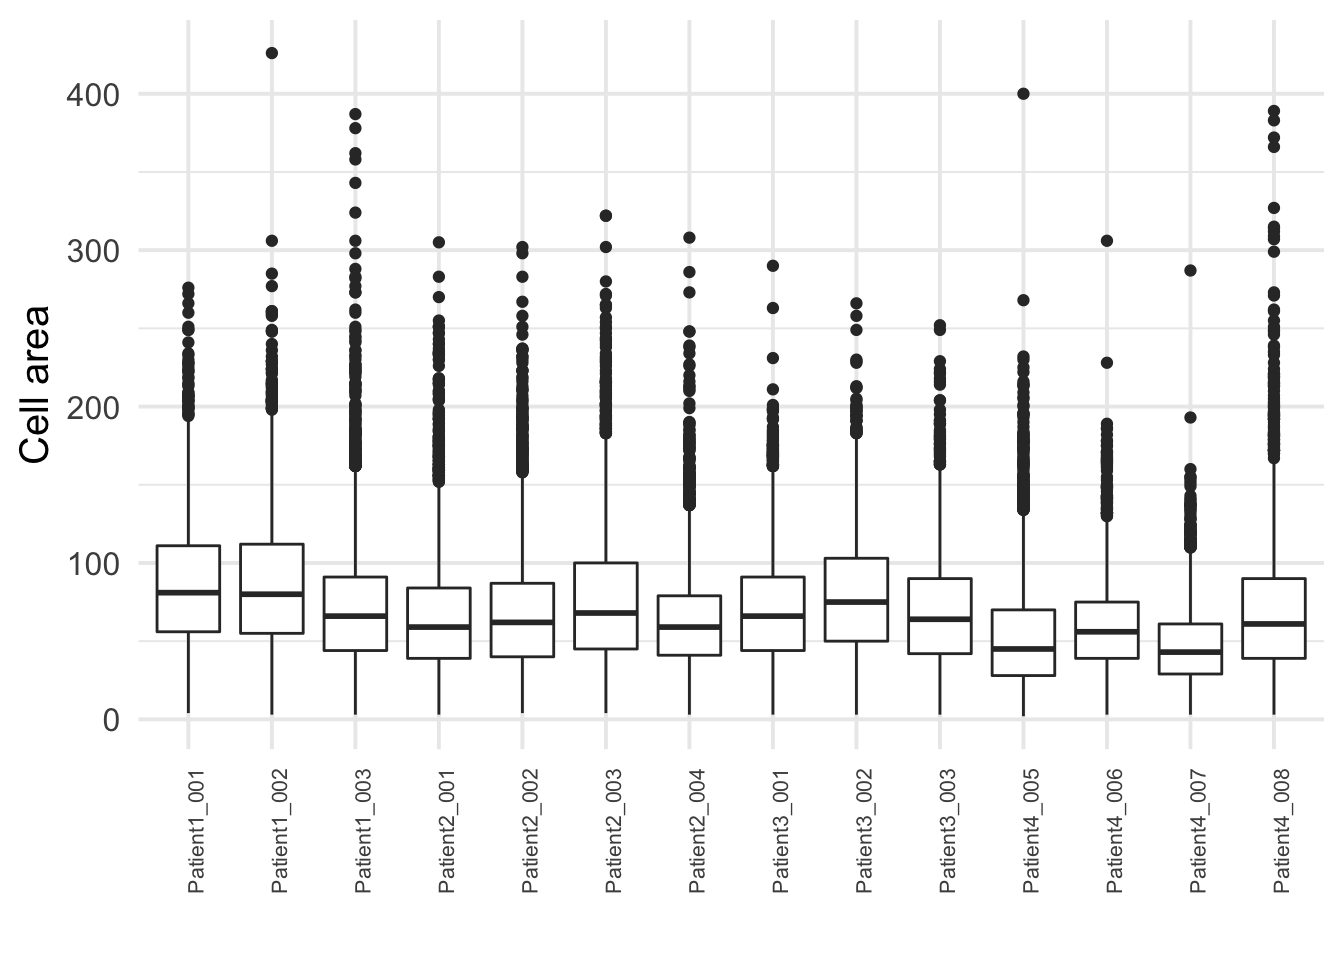 Cell area
400
300
200
100
0
Patient1_001
Patient1_002
Patient1_003
Patient2_001
Patient2_002
Patient2_003
Patient2_004
Patient3_001
Patient3_002
Patient3_003
Patient4_005
Patient4_006
Patient4_007
Patient4_008